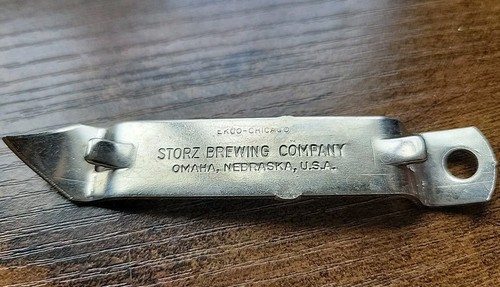 EKCO-CHICAGO
STORZ BREWING COMPANY
OMAHA, NEBRASKA, U.S.A.